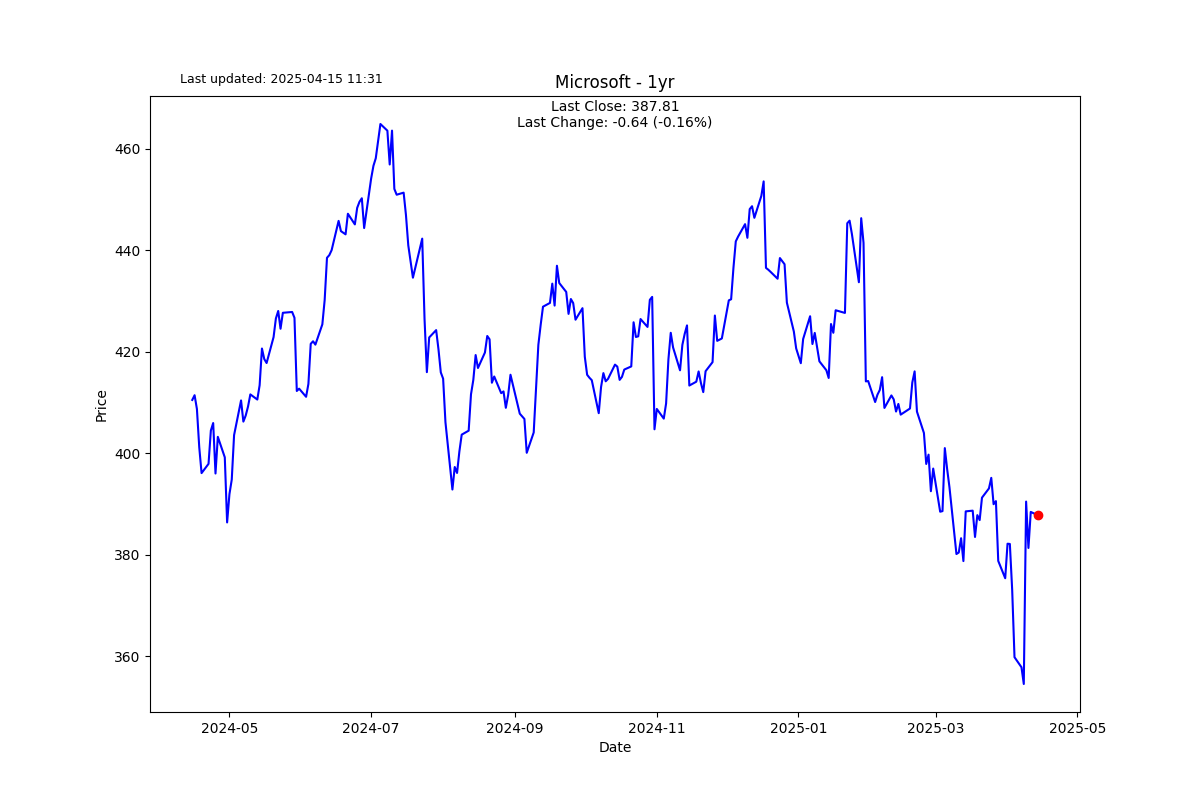 Last updated: 2025-04-15 11:31
Microsoft - 1yr
Last Close: 387.81
Last Change: -0.64 (-0.16%)
460
440
420
400
380
360
Price
2024-05
2024-07
2024-09
2024-11
2025-01
2025-03
2025-05
Date